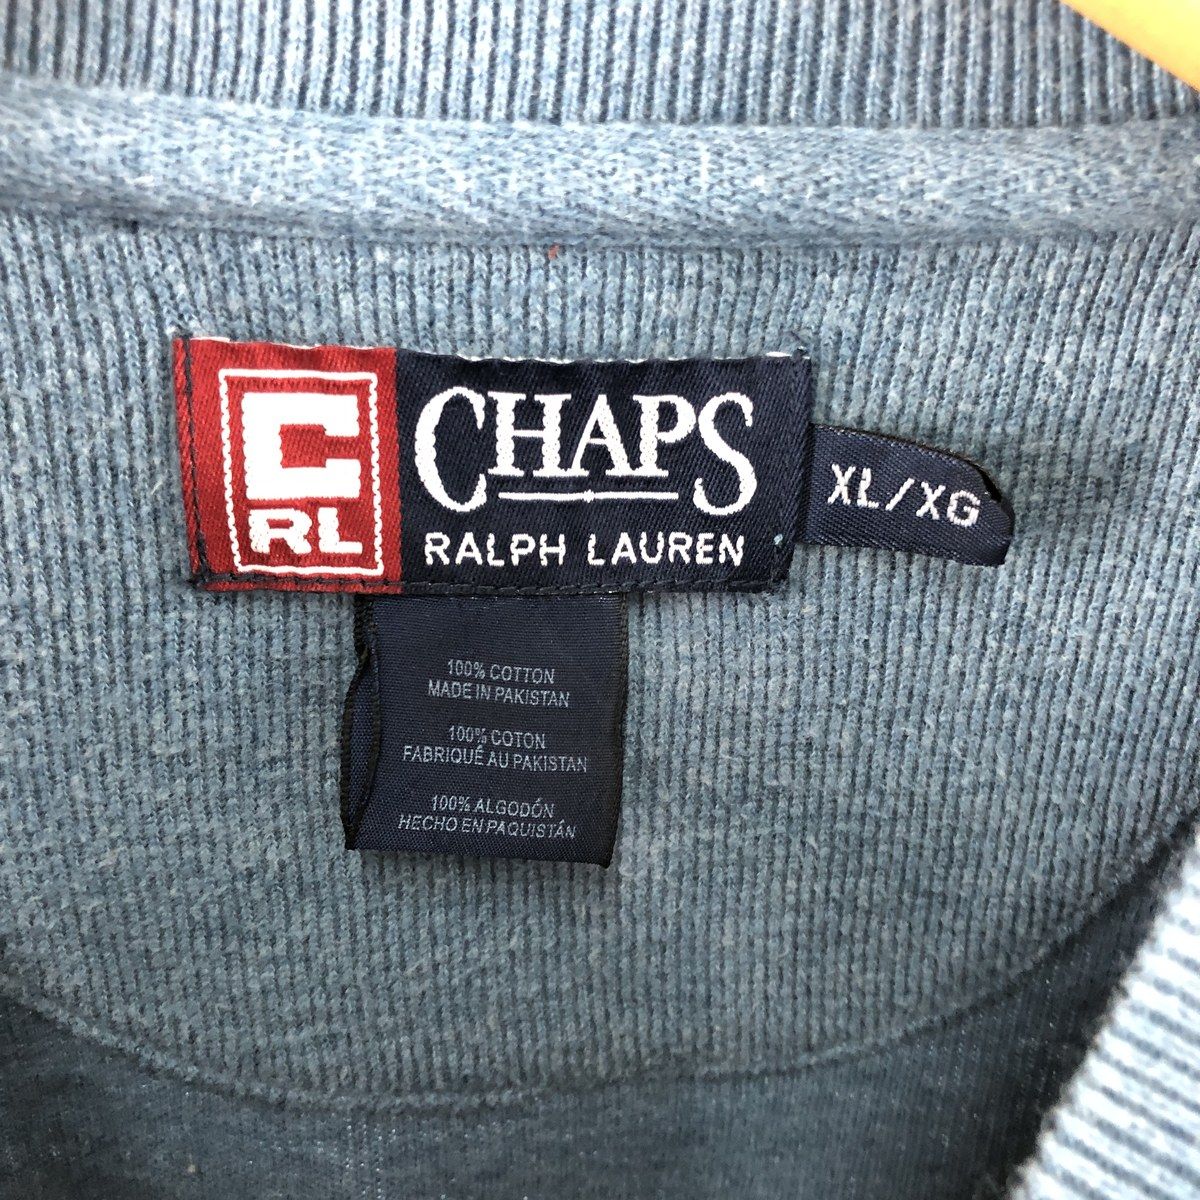 C
RL
CHAPS
RALPH LAUREN
XL/XG
100% COTTON
MADE IN PAKISTAN
100% COTON
FABRIQUÉ AU PAKISTAN
100% ALGODÓN
HECHO EN PAQUISTÁN